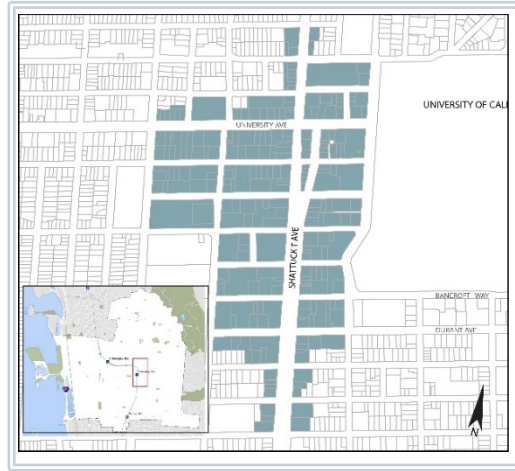 UNIVERSITY OF CALI
UNIVERSITY AVE
SHATTUCK AVE
BANCROFT WAY
DURANT AVE
N